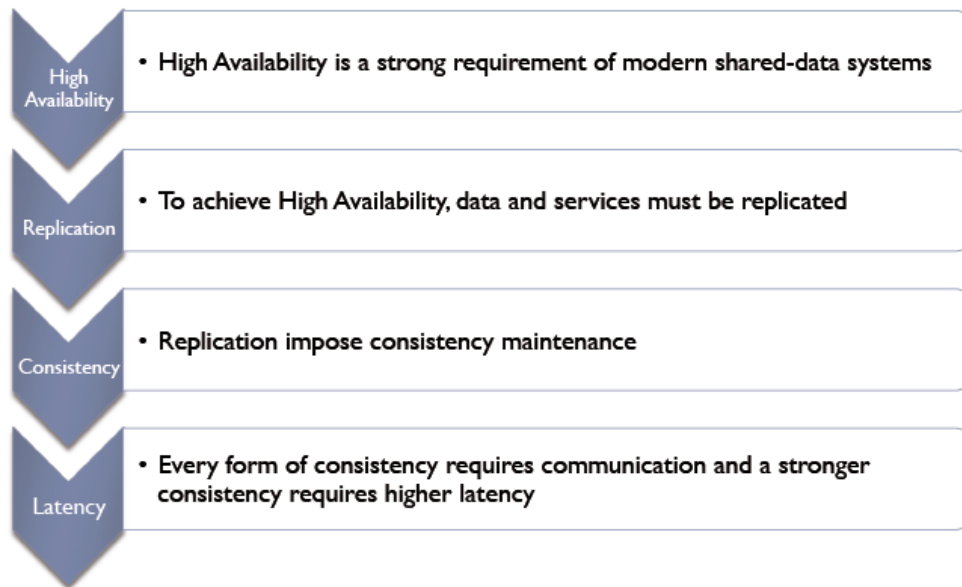 High
Availability
• High Availability is a strong requirement of modern shared-data systems
Replication
• To achieve High Availability, data and services must be replicated
Consistency
• Replication impose consistency maintenance
Latency
• Every form of consistency requires communication and a stronger
consistency requires higher latency